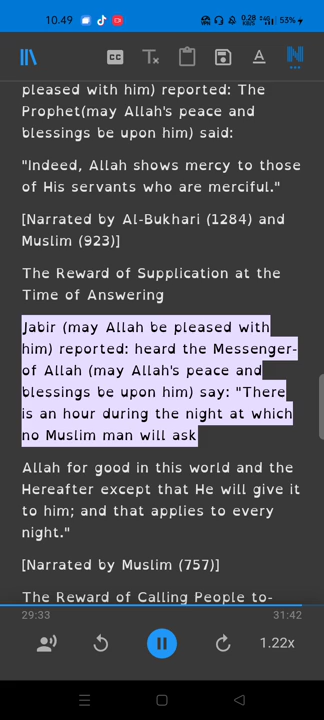 10.49
0.28
KB/S
53%
CC
A
N
pleased with him) reported: The
Prophet(may Allah's peace and
blessings be upon him) said:
"Indeed, Allah shows mercy to those
of His servants who are merciful."
[Narrated by Al-Bukhari (1284) and
Muslim (923)]
The Reward of Supplication at the
Time of Answering
Jabir (may Allah be pleased with
him) reported: heard the Messenger-
of Allah (may Allah's peace and
blessings be upon him) say: "There
is an hour during the night at which
no Muslim man will ask
Allah for good in this world and the
Hereafter except that He will give it
to him; and that applies to every
night."
[Narrated by Muslim (757)]
The Reward of Calling People to-
29:33
31:42
1.22x